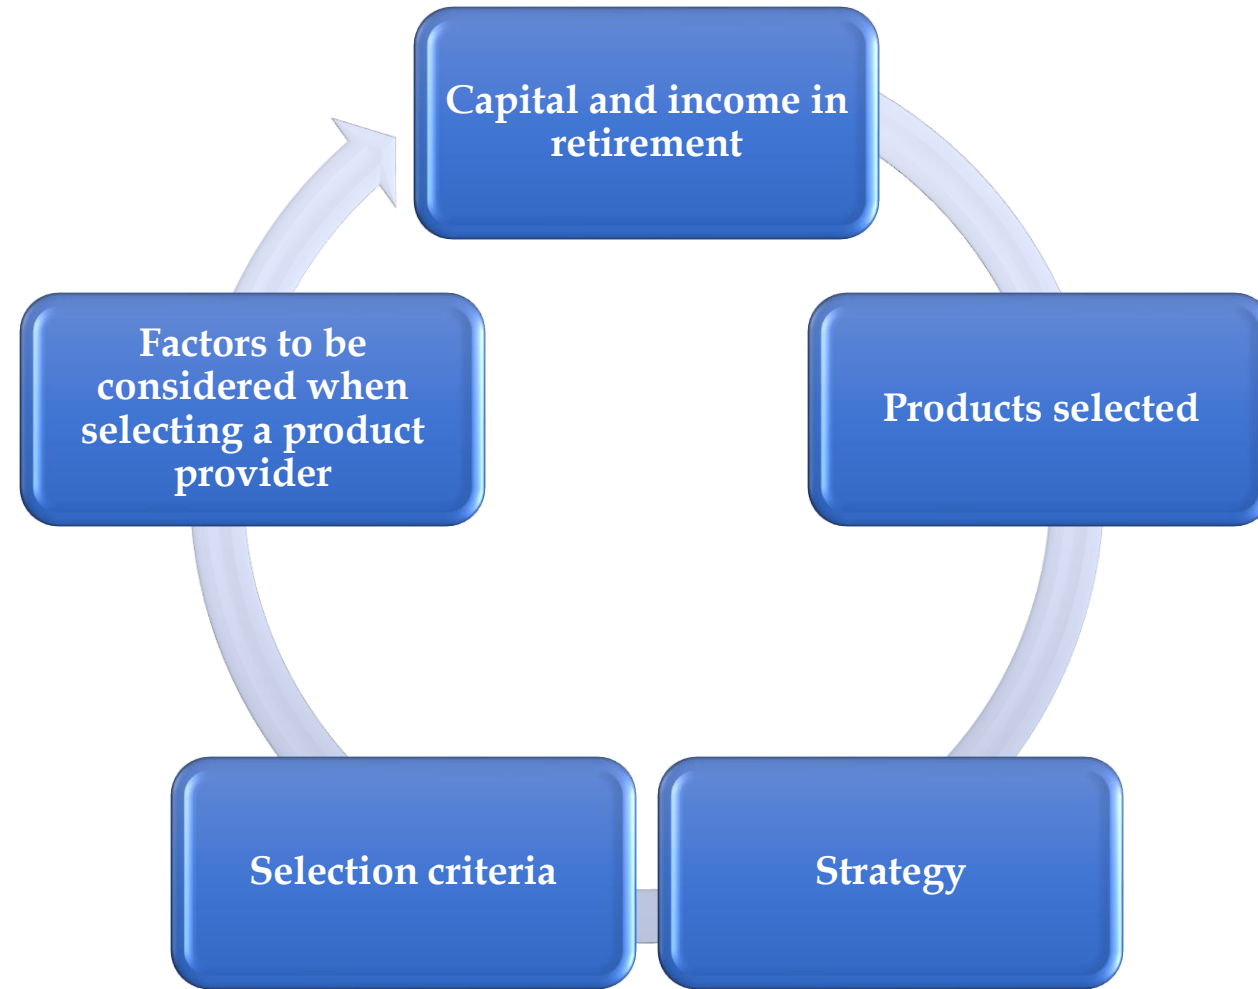 Capital and income in
retirement
Products selected
Strategy
Selection criteria
Factors to be
considered when
selecting a product
provider